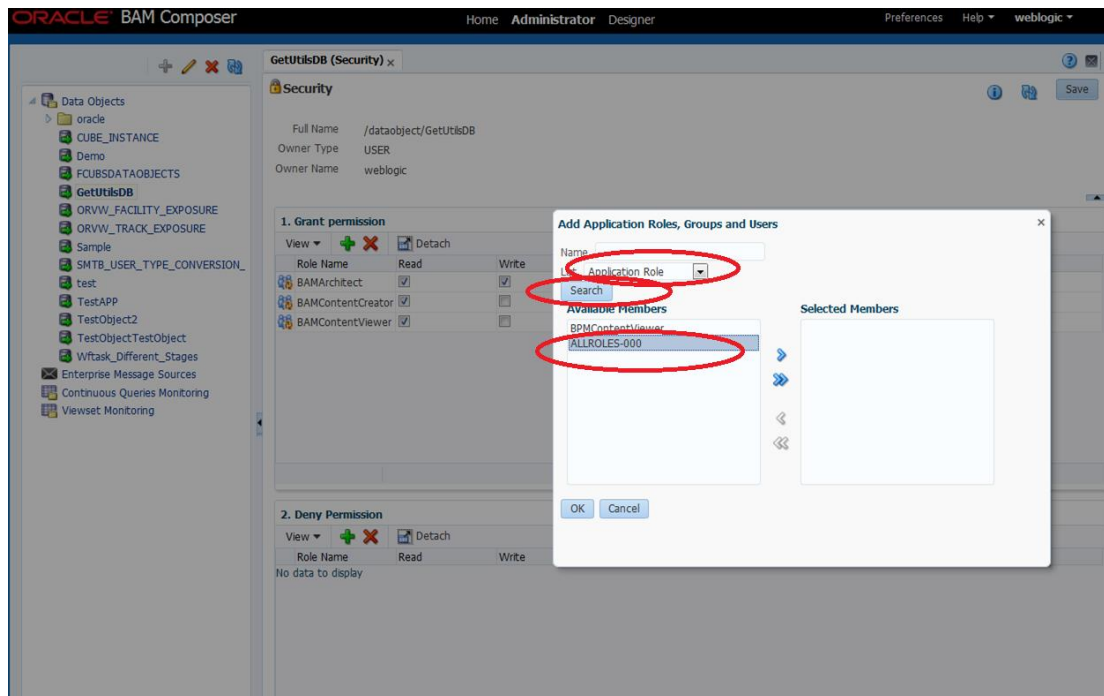 ORACLE BAM Composer
Home Administrator Designer
Preferences Help weblogic
GetUtilsDB (Security) x
Security
Save
Full Name /dataobject/GetUtilsDB
Owner Type USER
Owner Name weblogic
Data Objects
oracle
CUBE_INSTANCE
Demo
FCUBSDATAOBJECTS
GetUtilsDB
ORVW_FACILITY_EXPOSURE
ORVW_TRACK_EXPOSURE
Sample
SMTB_USER_TYPE_CONVERSION_
test
TestAPP
TestObject2
TestObjectTestObject
Wftask_Different_Stages
Enterprise Message Sources
Continuous Queries Monitoring
Viewset Monitoring
1. Grant permission
View Detach
Role Name Read Write
BAMArchitect
BAMContentCreator
BAMContentViewer
2. Deny Permission
View Detach
Role Name Read Write
No data to display
Add Application Roles, Groups and Users
Name
List Application Role
Search
Available Members Selected Members
BPMContentViewer
ALLROLES-000
OK Cancel